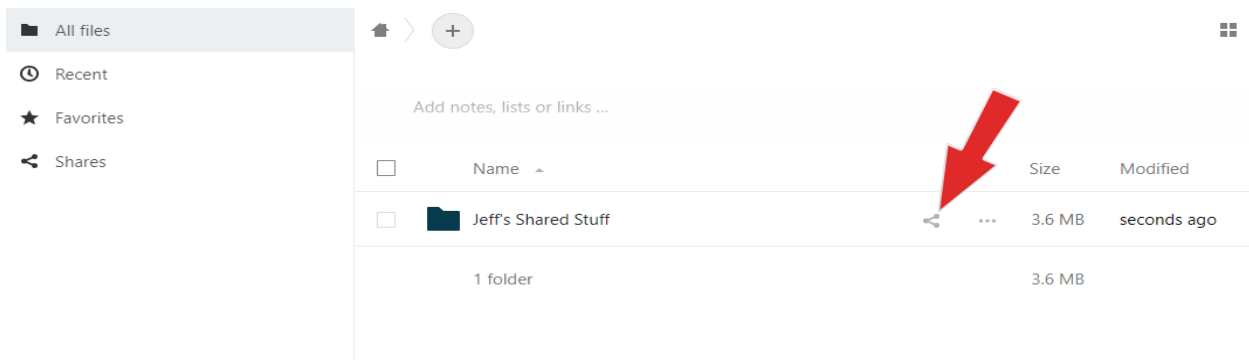 All files
Recent
Favorites
Shares
Add notes, lists or links ...
Name Size Modified
Jeff's Shared Stuff 3.6 MB seconds ago
1 folder 3.6 MB